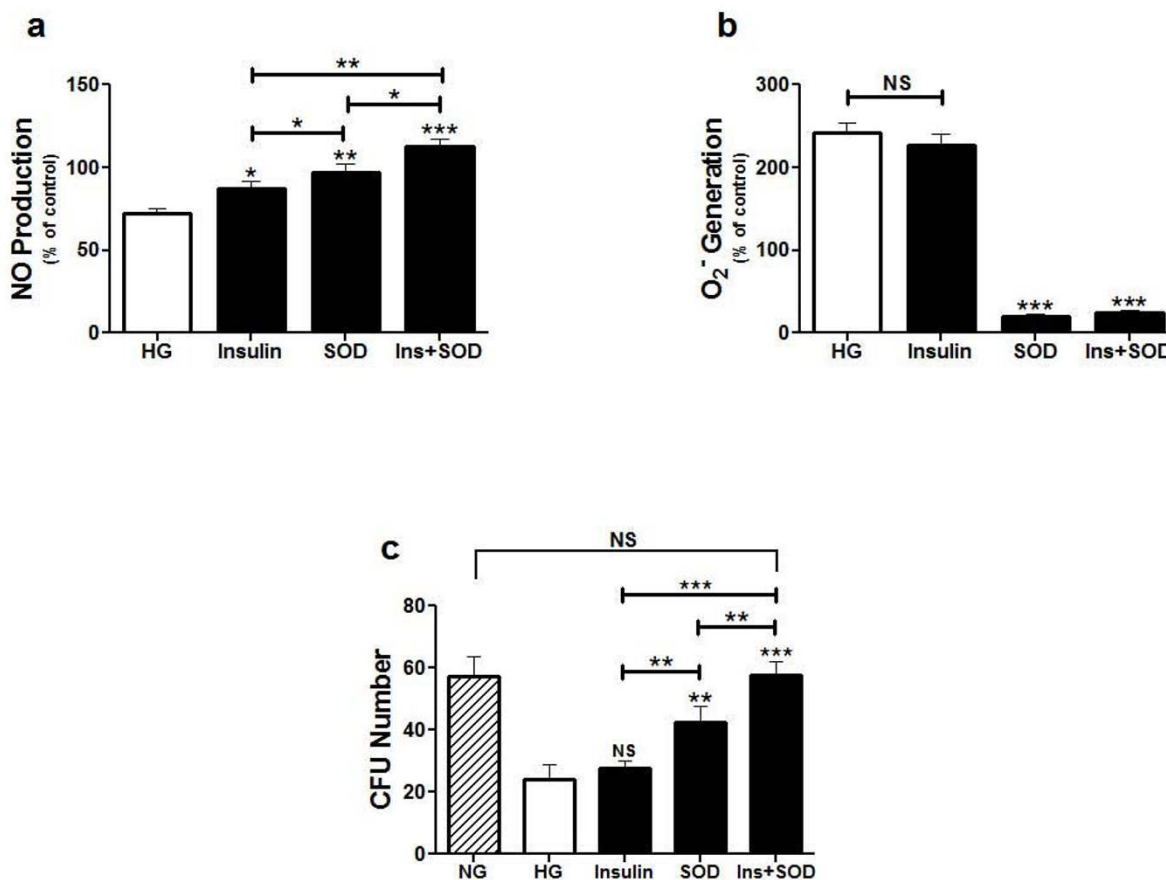 a
NO Production
(% of control)
150
100
50
0
**
*
*
*
**
***
HG Insulin SOD Ins+SOD
b
O₂⁻ Generation
(% of control)
300
200
100
0
NS
***
***
HG Insulin SOD Ins+SOD
c
CFU Number
80
60
40
20
0
NS
***
**
**
NS
**
***
NG HG Insulin SOD Ins+SOD